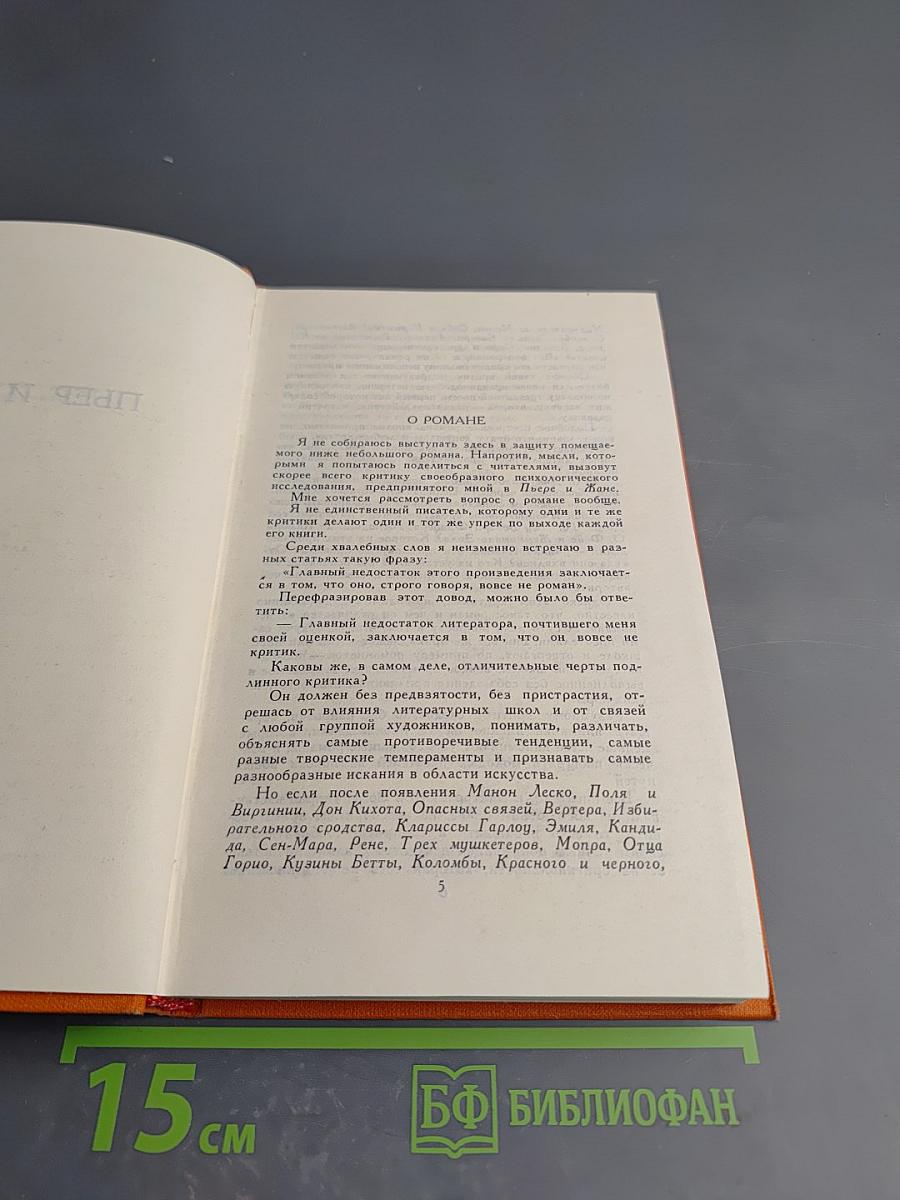 ПЬЕР И
О РОМАНЕ
Я не собираюсь выступать здесь в защиту помещае-
мого ниже небольшого романа. Напротив, мысли, кото-
рыми я попытаюсь поделиться с читателями, вызовут
скорее всего критику своеобразного психологического
исследования, предпринятого мной в Пьере и Жане.
Мне хочется рассмотреть вопрос о романе вообще.
Я не единственный писатель, которому одни и те же
критики делают один и тот же упрек по выходе каждой
его книги.
Среди хвалебных слов я неизменно встречаю в раз-
ных статьях такую фразу:
«Главный недостаток этого произведения заключает-
ся в том, что оно, строго говоря, вовсе не роман».
Перефразировав этот довод, можно было бы отве-
тить:
— Главный недостаток литератора, почтившего меня
своей оценкой, заключается в том, что он вовсе не
критик.
Каковы же, в самом деле, отличительные черты под-
линного критика?
Он должен без предвзятости, без пристрастия, от-
решась от влияния литературных школ и от связей
с любой группой художников, понимать, различать,
объяснять самые противоречивые тенденции, самые
разные творческие темпераменты и признавать самые
разнообразные искания в области искусства.
Но если после появления Манон Леско, Поля и
Виргинии, Дон Кихота, Опасных связей, Вертера, Изби-
рательного сродства, Клариссы Гарлоу, Эмиля, Канди-
да, Сен-Мара, Рене, Трех мушкетеров, Мопра, Отца
Горио, Кузины Бетты, Коломбы, Красного и черного,
5
15 см
БФ БИБЛИОФАН